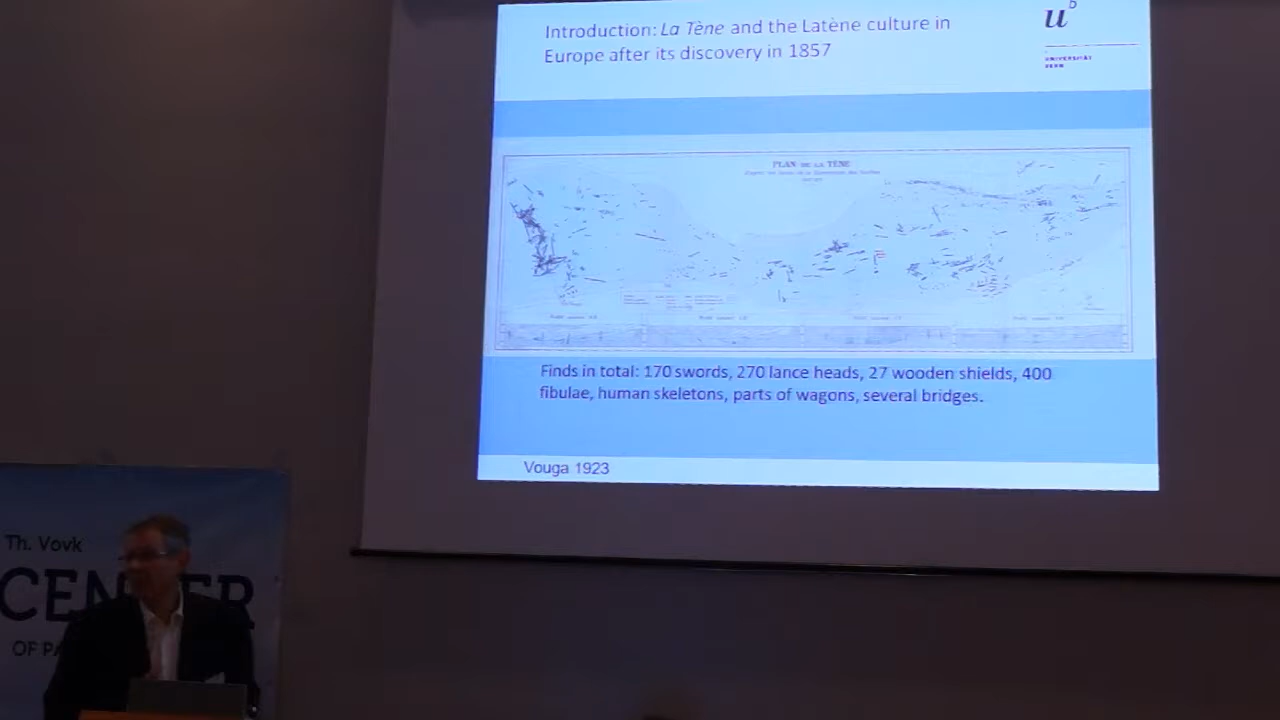 Introduction: La Tène and the Latène culture in
Europe after its discovery in 1857
u
b
UNIVERSITÄT
BERN
PLAN DE LA TÈNE
Finds in total: 170 swords, 270 lance heads, 27 wooden shields, 400
fibulae, human skeletons, parts of wagons, several bridges.
Vouga 1923
Th. Vovk
CENTER
OF PA